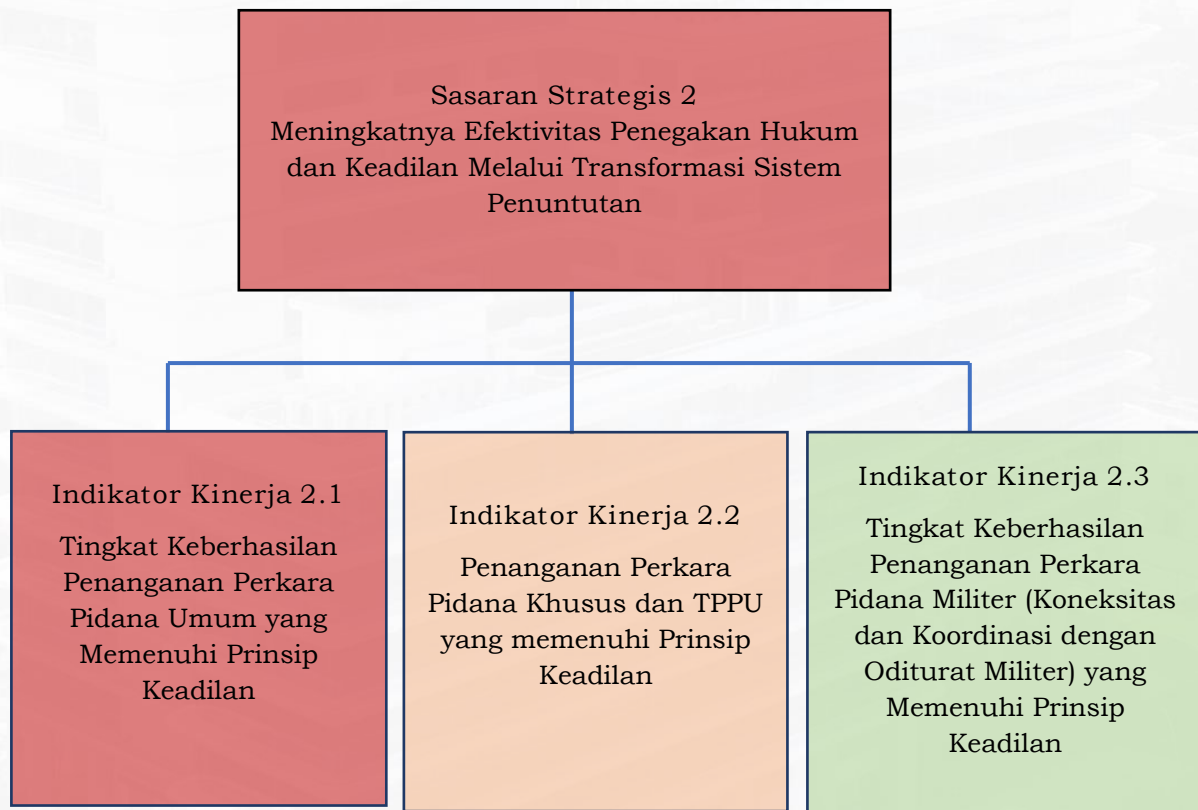 Sasaran Strategis 2
Meningkatnya Efektivitas Penegakan Hukum
dan Keadilan Melalui Transformasi Sistem
Penuntutan
Indikator Kinerja 2.1
Tingkat Keberhasilan
Penanganan Perkara
Pidana Umum yang
Memenuhi Prinsip
Keadilan
Indikator Kinerja 2.2
Penanganan Perkara
Pidana Khusus dan TPPU
yang memenuhi Prinsip
Keadilan
Indikator Kinerja 2.3
Tingkat Keberhasilan
Penanganan Perkara
Pidana Militer (Koneksitas
dan Koordinasi dengan
Oditurat Militer) yang
Memenuhi Prinsip
Keadilan